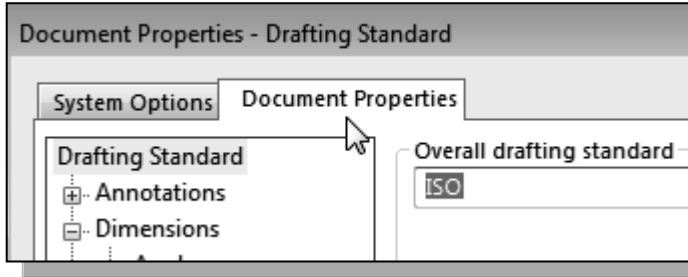 Document Properties - Drafting Standard
System Options Document Properties
Drafting Standard
Annotations
Dimensions
Overall drafting standard
ISO